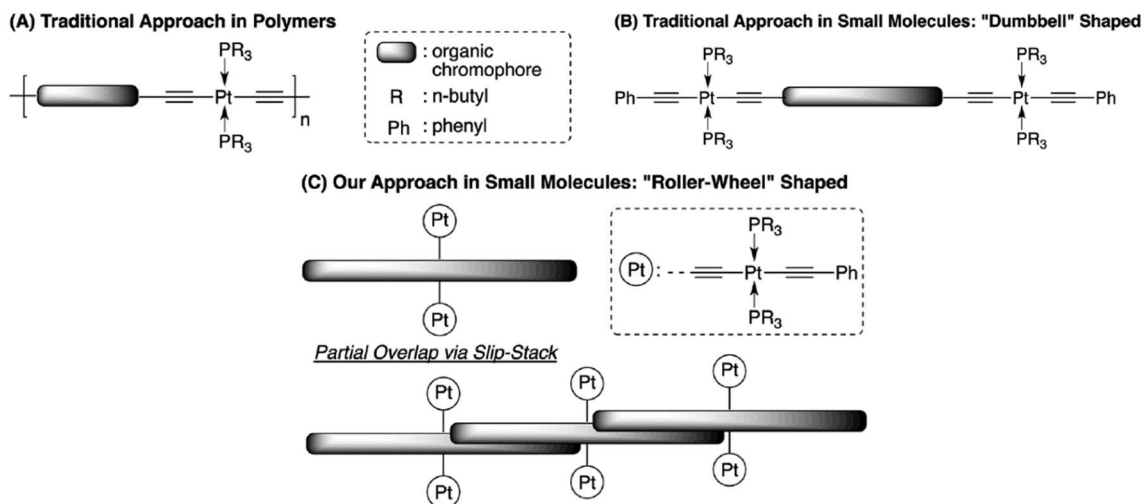 (A) Traditional Approach in Polymers
(B) Traditional Approach in Small Molecules: "Dumbbell" Shaped
PR3
Pt
n
PR3
: organic
chromophore
R : n-butyl
Ph : phenyl
PR3 PR3
Ph Pt Pt Ph
PR3 PR3
(C) Our Approach in Small Molecules: "Roller-Wheel" Shaped
Pt
Pt
PR3
Pt : Pt Ph
PR3
Partial Overlap via Slip-Stack
Pt Pt Pt
Pt Pt Pt